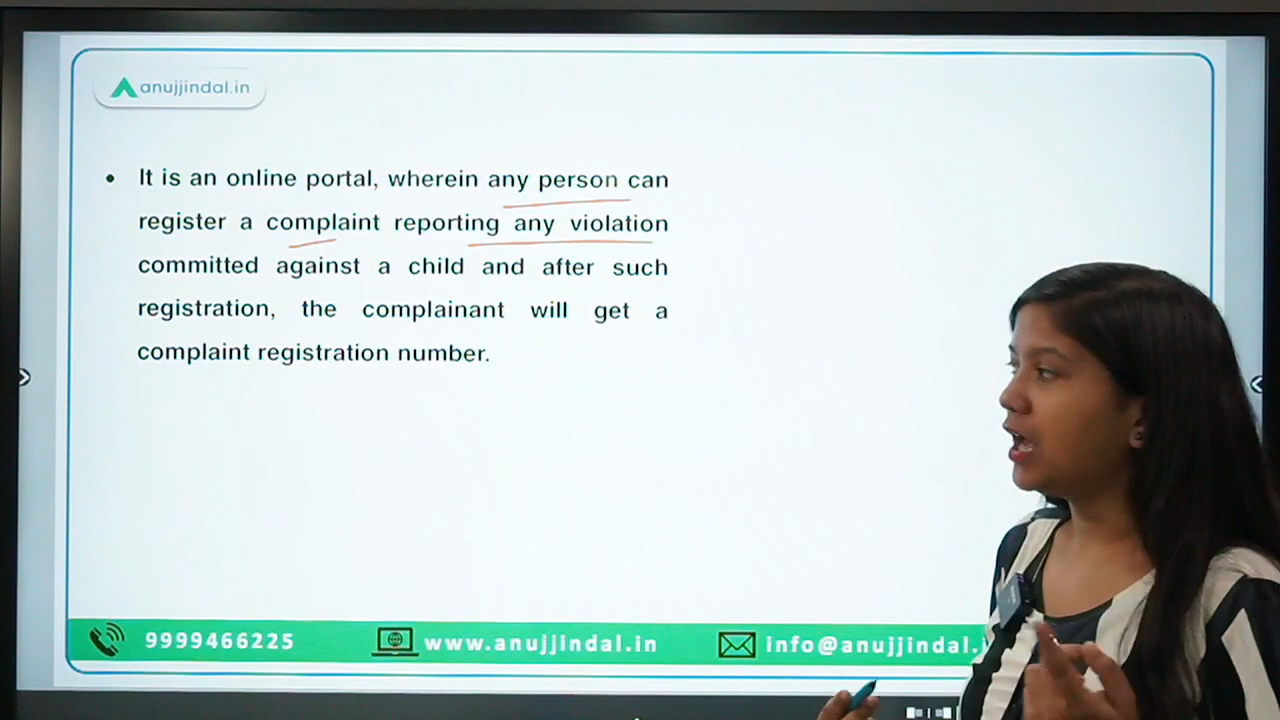 anujjindal.in
• It is an online portal, wherein any person can
register a complaint reporting any violation
committed against a child and after such
registration, the complainant will get a
complaint registration number.
9999466225 www.anujjindal.in info@anujjindal.